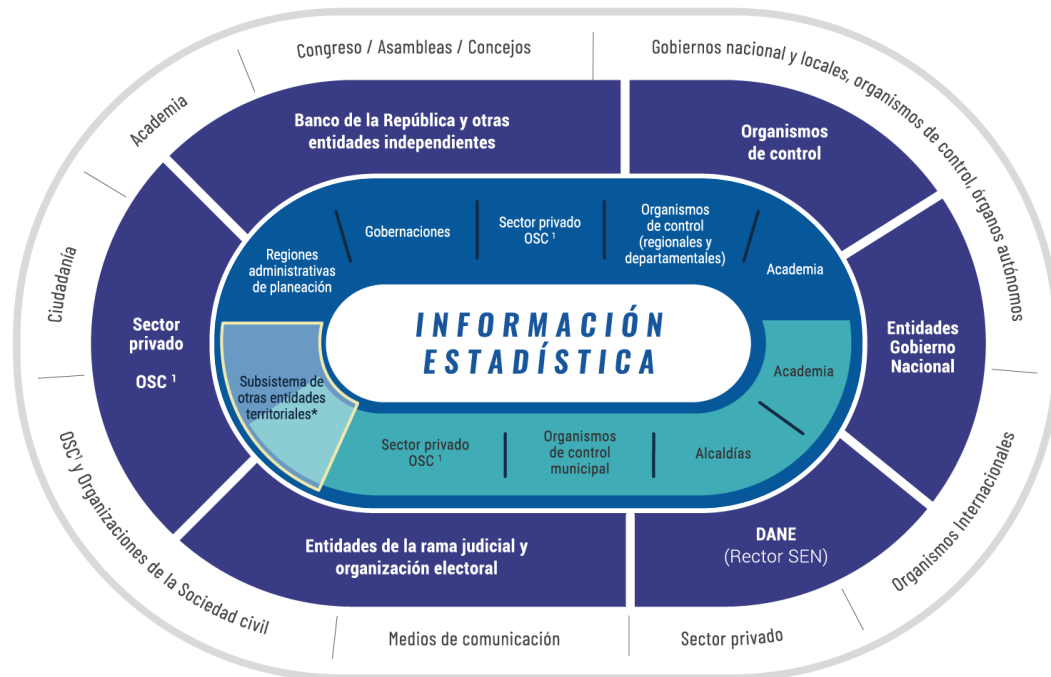 Congreso / Asambleas / Concejos
Gobiernos nacional y locales, organismos de control, órganos autónomos
Academia
Ciudadanía
OSC¹ y Organizaciones de la Sociedad civil
Medios de comunicación
Sector privado
Organismos Internacionales
Banco de la República y otras
entidades independientes
Organismos
de control
Entidades
Gobierno
Nacional
DANE
(Rector SEN)
Entidades de la rama judicial y
organización electoral
Sector
privado
OSC ¹
Regiones
administrativas
de planeación
Gobernaciones
Sector privado
OSC ¹
Organismos
de control
(regionales y
departamentales)
Academia
INFORMACIÓN
ESTADÍSTICA
Subsistema de
otras entidades
territoriales*
Sector privado
OSC ¹
Organismos
de control
municipal
Alcaldías
Academia